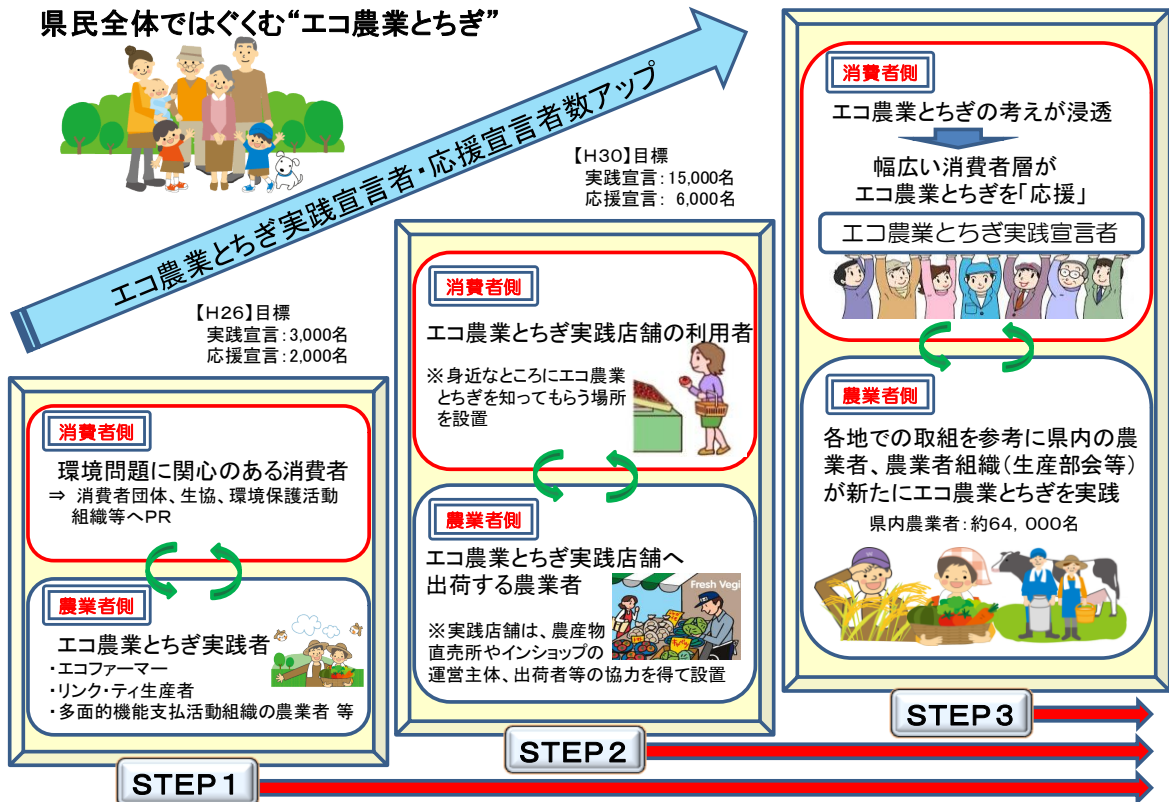 県民全体ではぐくむ“エコ農業とちぎ”
エコ農業とちぎ実践宣言者・応援宣言者数アップ
【H26】目標
実践宣言：3,000名
応援宣言：2,000名
【H30】目標
実践宣言：15,000名
応援宣言： 6,000名
消費者側
環境問題に関心のある消費者
⇒ 消費者団体、生協、環境保護活動
組織等へPR
農業者側
エコ農業とちぎ実践者
・エコファーマー
・リンク・ティ生産者
・多面的機能支払活動組織の農業者 等
STEP１
消費者側
エコ農業とちぎ実践店舗の利用者
※身近なところにエコ農業
とちぎを知ってもらう場所
を設置
農業者側
エコ農業とちぎ実践店舗へ
出荷する農業者
Fresh Vegi
※実践店舗は、農産物
直売所やインショップの
運営主体、出荷者等の協力を得て設置
STEP２
消費者側
エコ農業とちぎの考えが浸透
幅広い消費者層が
エコ農業とちぎを「応援」
エコ農業とちぎ実践宣言者
農業者側
各地での取組を参考に県内の農
業者、農業者組織（生産部会等）
が新たにエコ農業とちぎを実践
県内農業者：約64，000名
STEP３